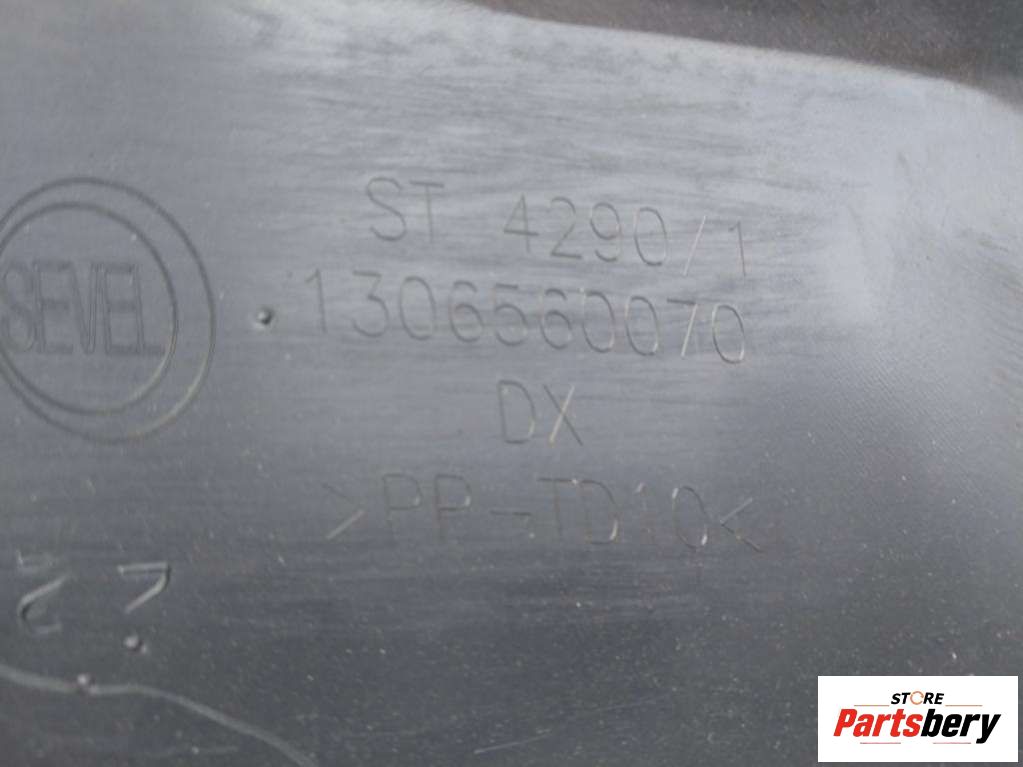 ST 4290/1
SEVEL
1306560070
DX
>PP-TD10<
STORE
Partsbery